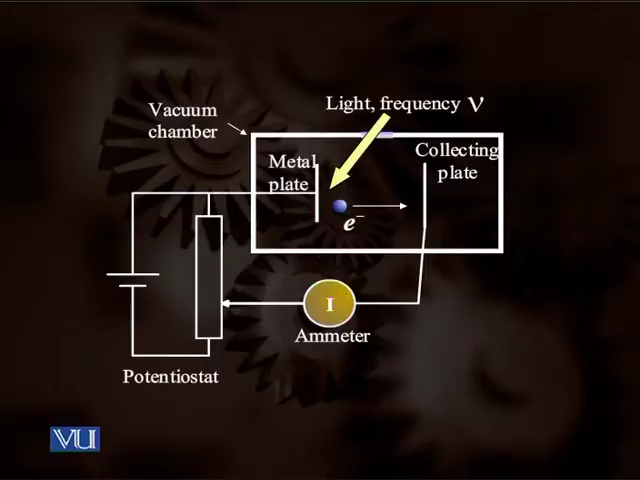 Light, frequency ν
Vacuum
chamber
Metal
plate
Collecting
plate
e⁻
I
Ammeter
Potentiostat
VU